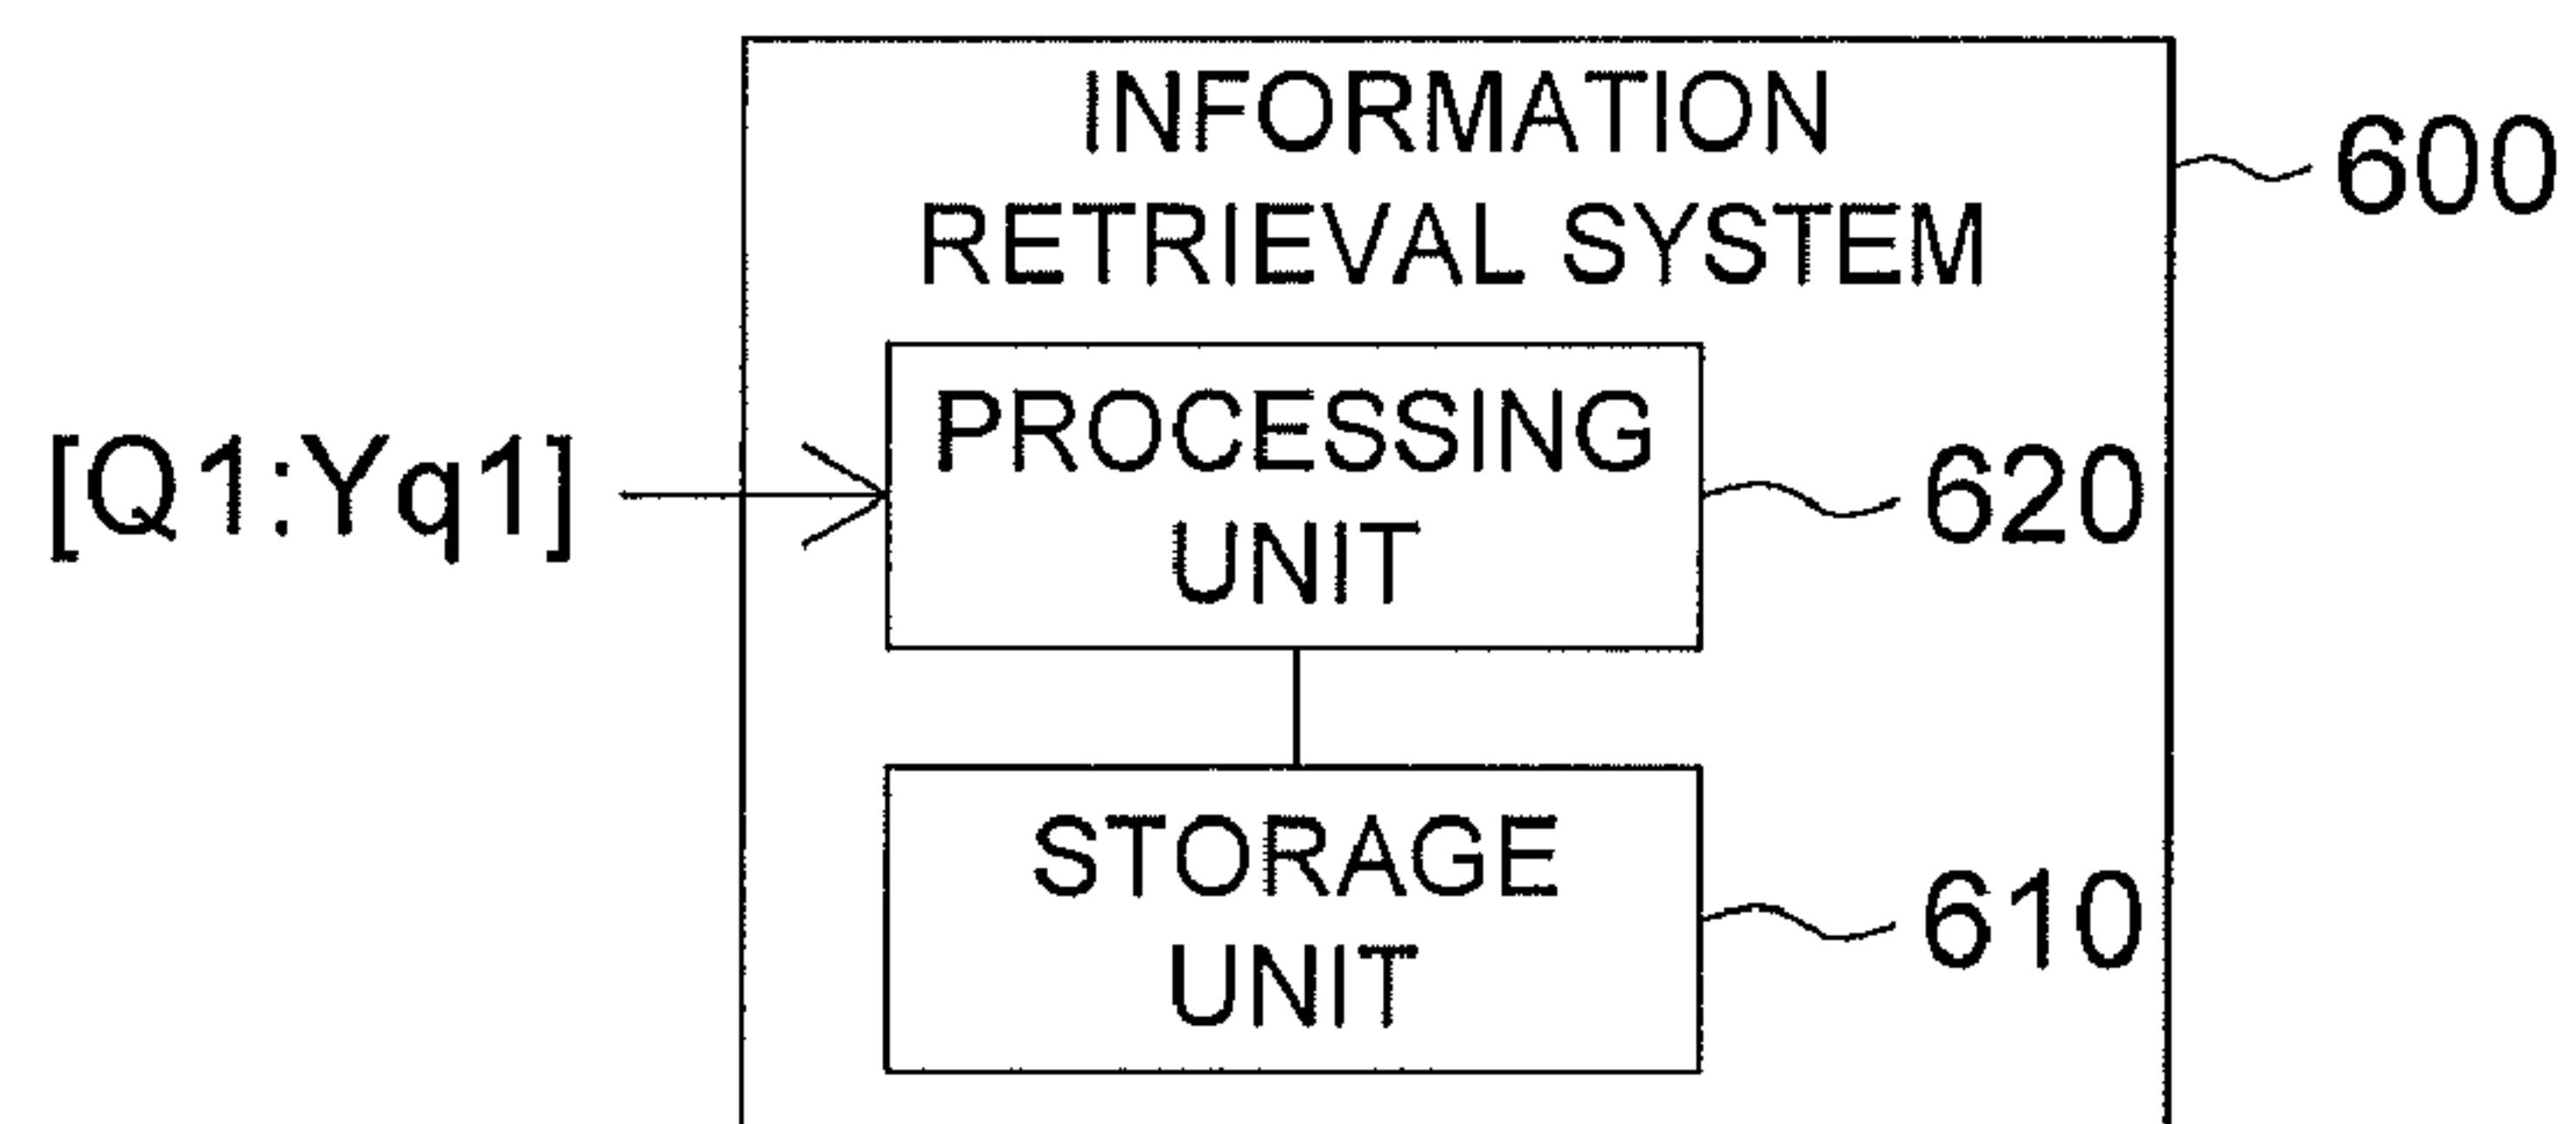 INFORMATION
RETRIEVAL SYSTEM
600
[Q1:Yq1]
PROCESSING
UNIT
620
STORAGE
UNIT
610